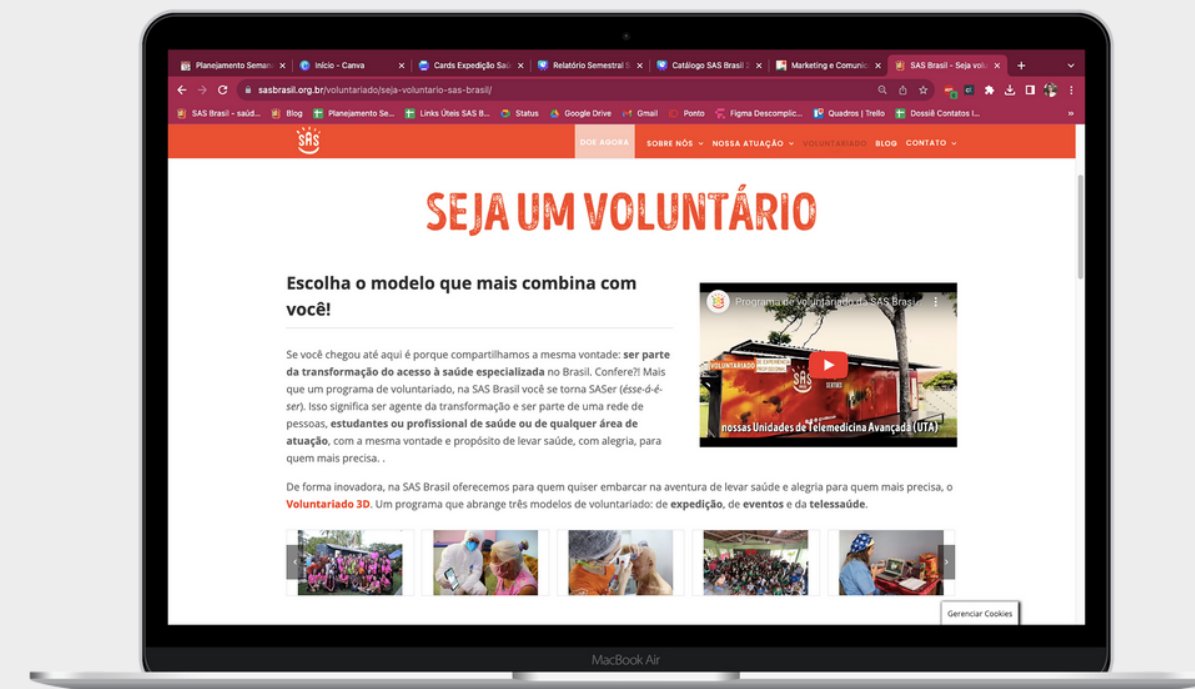 Planejamento Seman
Início - Canva
Cards Expedição Saú
Relatório Semestral S
Catálogo SAS Brasil 2
Marketing e Comunic
SAS Brasil - Seja volu
sasbrasil.org.br/voluntariado/seja-voluntario-sas-brasil/
SAS Brasil - saúd...
Blog
Planejamento Se...
Links Úteis SAS B...
Status
Google Drive
Gmail
Ponto
Figma Descomplic...
Quadros | Trello
Dossiê Contatos I...
SAS
DOE AGORA
SOBRE NÓS
NOSSA ATUAÇÃO
VOLUNTARIADO
BLOG
CONTATO
SEJA UM VOLUNTÁRIO
Escolha o modelo que mais combina com
você!
Se você chegou até aqui é porque compartilhamos a mesma vontade: ser parte
da transformação do acesso à saúde especializada no Brasil. Confere?! Mais
que um programa de voluntariado, na SAS Brasil você se torna SASer (ésse-á-é-
ser). Isso significa ser agente da transformação e ser parte de uma rede de
pessoas, estudantes ou profissional de saúde ou de qualquer área de
atuação, com a mesma vontade e propósito de levar saúde, com alegria, para
quem mais precisa. .
Programa de voluntariado da SAS Brasi...
VOLUNTARIADO
DE EXPERIÊNCIA
PROFISSIONAL
SAS
nossas Unidades de Telemedicina Avançada (UTA)
De forma inovadora, na SAS Brasil oferecemos para quem quiser embarcar na aventura de levar saúde e alegria para quem mais precisa, o
Voluntariado 3D. Um programa que abrange três modelos de voluntariado: de expedição, de eventos e da telessaúde.
Gerenciar Cookies
MacBook Air